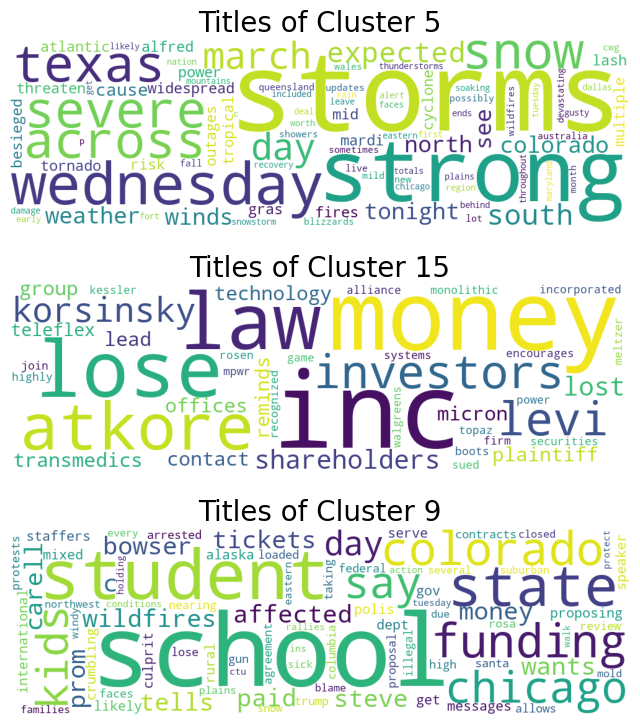 Titles of Cluster 5
atlantic likely alfred march expected snow cwg
nation texas power thunderstorms lash
threaten cause widespread mountains storms
get queensland updates wales dallas
besieged severe outages tropical included rain alert cyclone soaking devastating multiple
deal leave faces possibly wildfires tuesday gusty
across day mid worth ends see australia
p showers eastern first north colorado
tornado risk fall recovery mardi sometimes
wednesday strong
live totals plains throughout maryland month
mild new chicago region
damage weather winds gras fires tonight behind south
early fort snowstorm blizzards lot
Titles of Cluster 15
group kessler technology alliance monolithic incorporated
korsinsky law money
teleflex lead rosen game systems encourages meltzer
join mpwr
highly lose investors lost
offices reminds recognized inc walgreens micron power levi
atkore topaz firm securities
boots plaintiff
transmedics contact shareholders sued
Titles of Cluster 9
staffers every arrested tickets day serve contracts closed
protests mixed carell bowser alaska loaded colorado protect speaker
student holding eastern taking federal action several suburban
c say gov state
northwest conditions nearing polis tuesday proposing
international kids wildfires affected dept due money rosa review
windy school rallies columbia
prom crumbling culprit rural lose gun agreement ins sick proposal illegal funding walk
ctu high santa mold
faces plains blame wants chicago
likely tells paid steve get messages allows
families snow trump